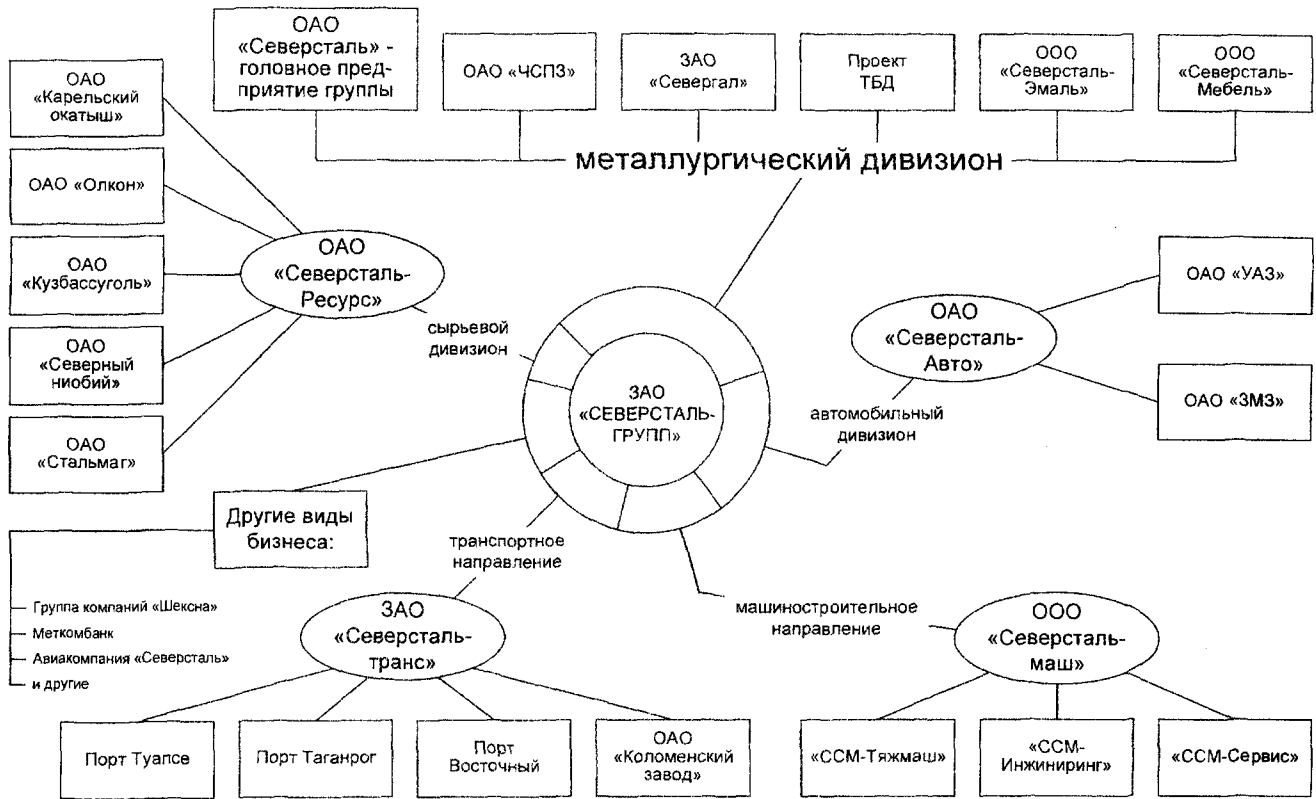 ОАО
«Северсталь» -
головное пред-
приятие группы
ОАО «ЧСПЗ»
ЗАО
«Севергал»
Проект
ТБД
ООО
«Северсталь-
Эмаль»
ООО
«Северсталь-
Мебель»
металлургический дивизион
ОАО
«Карельский
окатыш»
ОАО «Олкон»
ОАО
«Кузбассуголь»
ОАО
«Северный
ниобий»
ОАО
«Стальмаг»
ОАО
«Северсталь-
Ресурс»
сырьевой
дивизион
ЗАО
«СЕВЕРСТАЛЬ-
ГРУПП»
ОАО
«Северсталь-
Авто»
автомобильный
дивизион
ОАО «УАЗ»
ОАО «ЗМЗ»
Другие виды
бизнеса:
Группа компаний «Шексна»
Меткомбанк
Авиакомпания «Северсталь»
и другие
транспортное
направление
ЗАО
«Северсталь-
транс»
Порт Туапсе
Порт Таганрог
Порт
Восточный
ОАО
«Коломенский
завод»
машиностроительное
направление
ООО
«Северсталь-
маш»
«ССМ-Тяжмаш»
«ССМ-
Инжиниринг»
«ССМ-Сервис»